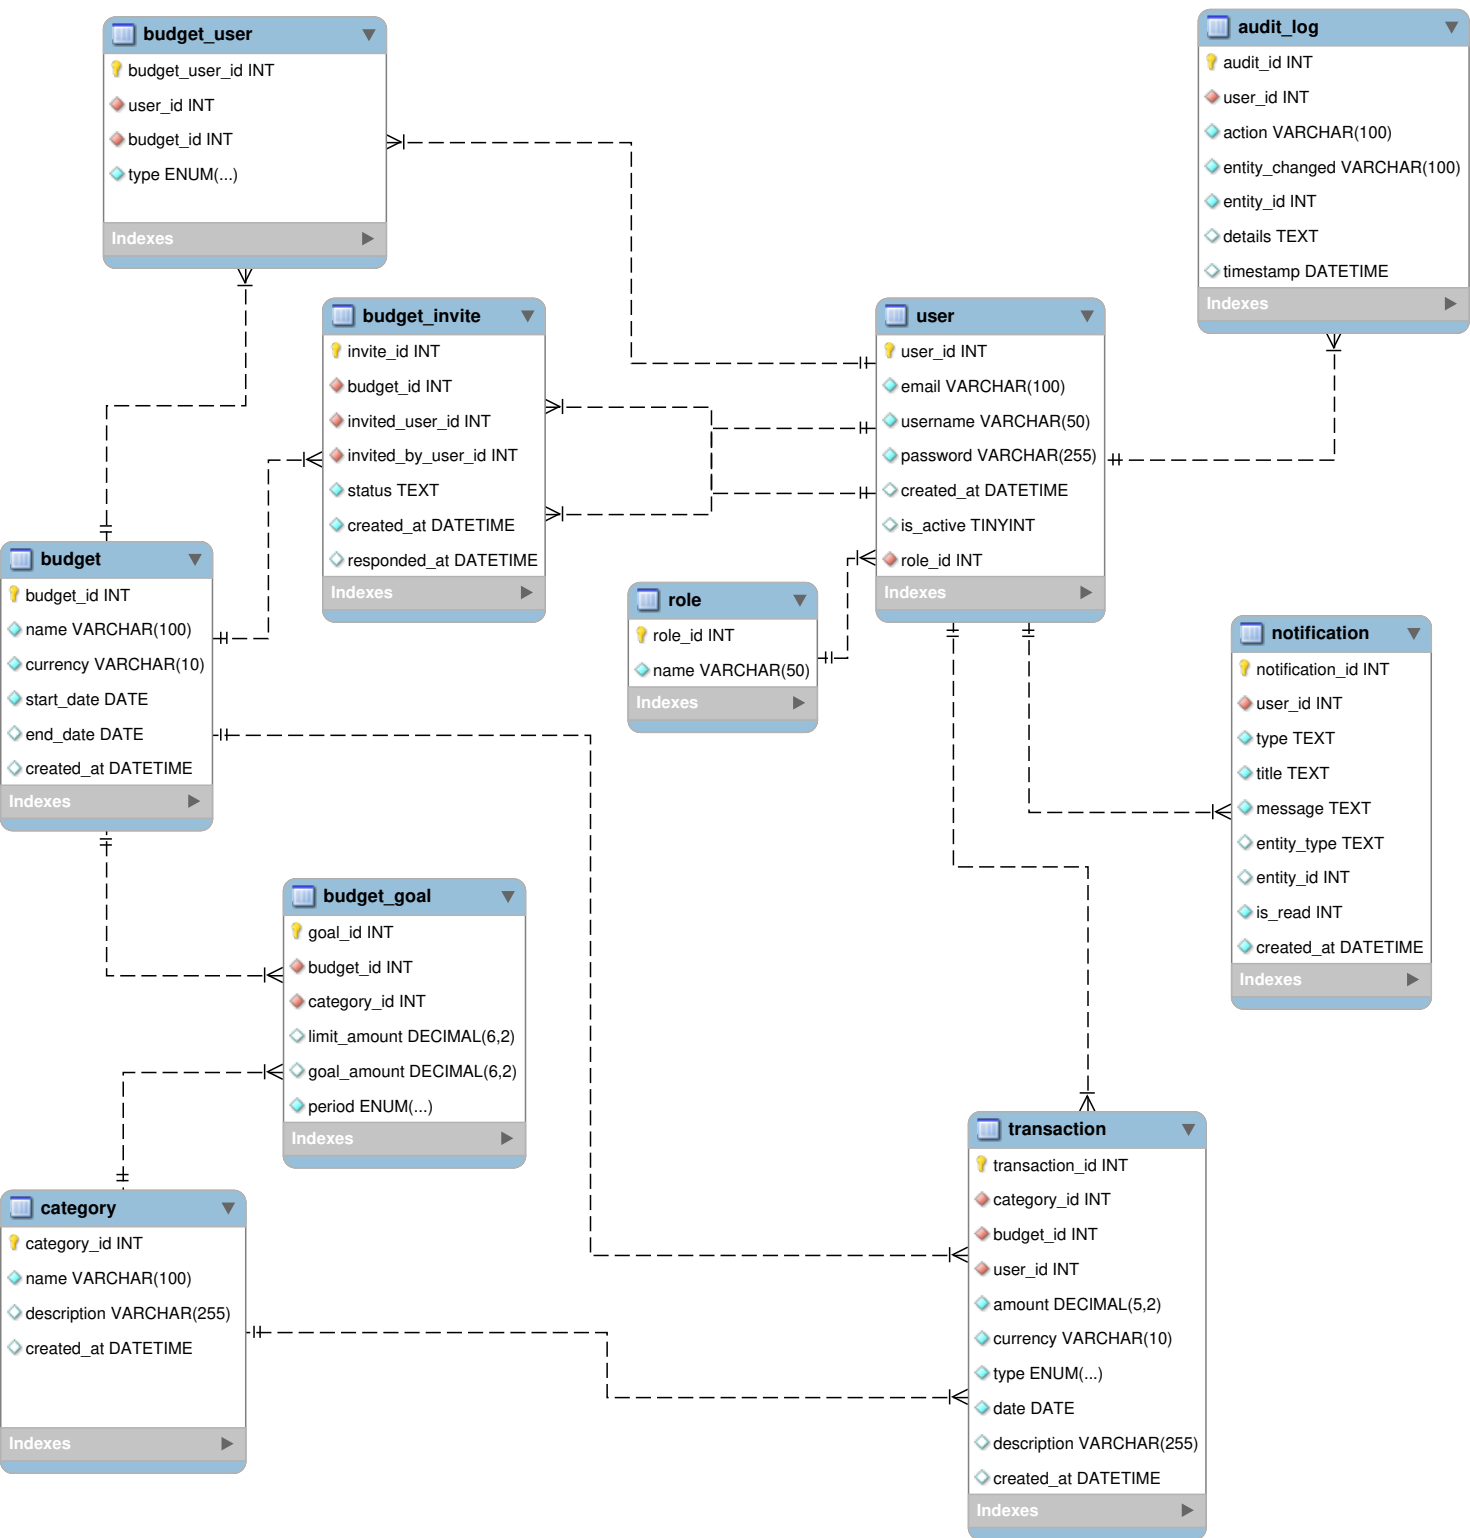 budget_user
budget_user_id INT
user_id INT
budget_id INT
type ENUM(...)
Indexes
audit_log
audit_id INT
user_id INT
action VARCHAR(100)
entity_changed VARCHAR(100)
entity_id INT
details TEXT
timestamp DATETIME
Indexes
budget_invite
invite_id INT
budget_id INT
invited_user_id INT
invited_by_user_id INT
status TEXT
created_at DATETIME
responded_at DATETIME
Indexes
user
user_id INT
email VARCHAR(100)
username VARCHAR(50)
password VARCHAR(255)
created_at DATETIME
is_active TINYINT
role_id INT
Indexes
budget
budget_id INT
name VARCHAR(100)
currency VARCHAR(10)
start_date DATE
end_date DATE
created_at DATETIME
Indexes
role
role_id INT
name VARCHAR(50)
Indexes
notification
notification_id INT
user_id INT
type TEXT
title TEXT
message TEXT
entity_type TEXT
entity_id INT
is_read INT
created_at DATETIME
Indexes
budget_goal
goal_id INT
budget_id INT
category_id INT
limit_amount DECIMAL(6,2)
goal_amount DECIMAL(6,2)
period ENUM(...)
Indexes
category
category_id INT
name VARCHAR(100)
description VARCHAR(255)
created_at DATETIME
Indexes
transaction
transaction_id INT
category_id INT
budget_id INT
user_id INT
amount DECIMAL(5,2)
currency VARCHAR(10)
type ENUM(...)
date DATE
description VARCHAR(255)
created_at DATETIME
Indexes